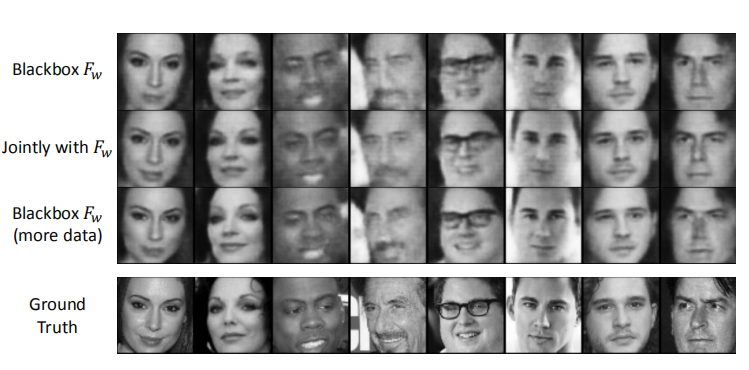 Blackbox F_w
Jointly with F_w
Blackbox F_w
(more data)
Ground
Truth